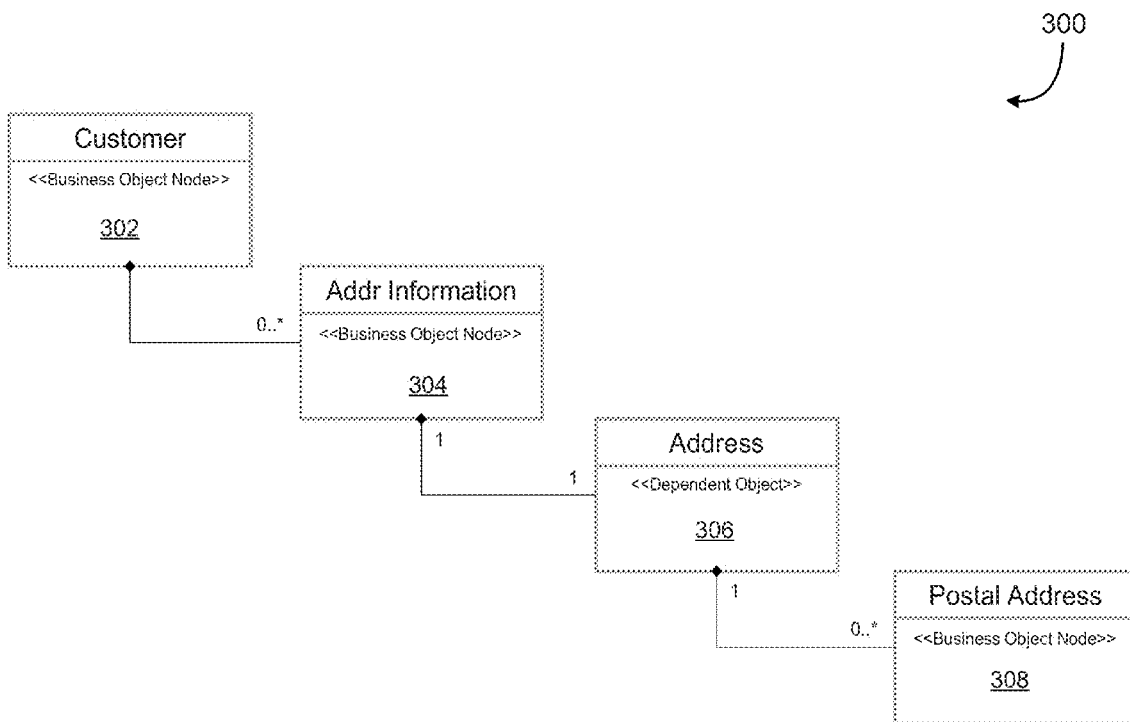 300
Customer
<<Business Object Node>>
302
0..*
Addr Information
<<Business Object Node>>
304
1
1
Address
<<Dependent Object>>
306
1
0..*
Postal Address
<<Business Object Node>>
308